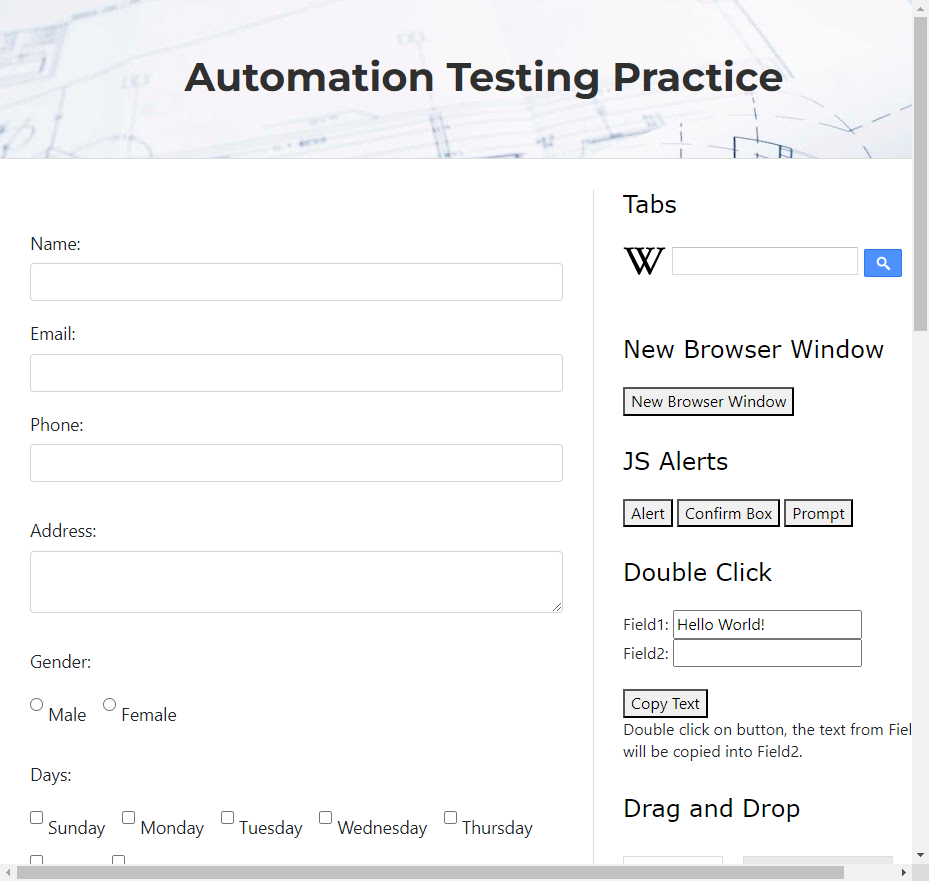 Automation Testing Practice
Name:
Email:
Phone:
Address:
Gender:
Male
Female
Days:
Sunday
Monday
Tuesday
Wednesday
Thursday
Tabs
W
New Browser Window
New Browser Window
JS Alerts
Alert
Confirm Box
Prompt
Double Click
Field1: Hello World!
Field2:
Copy Text
Double click on button, the text from Fiel
will be copied into Field2.
Drag and Drop